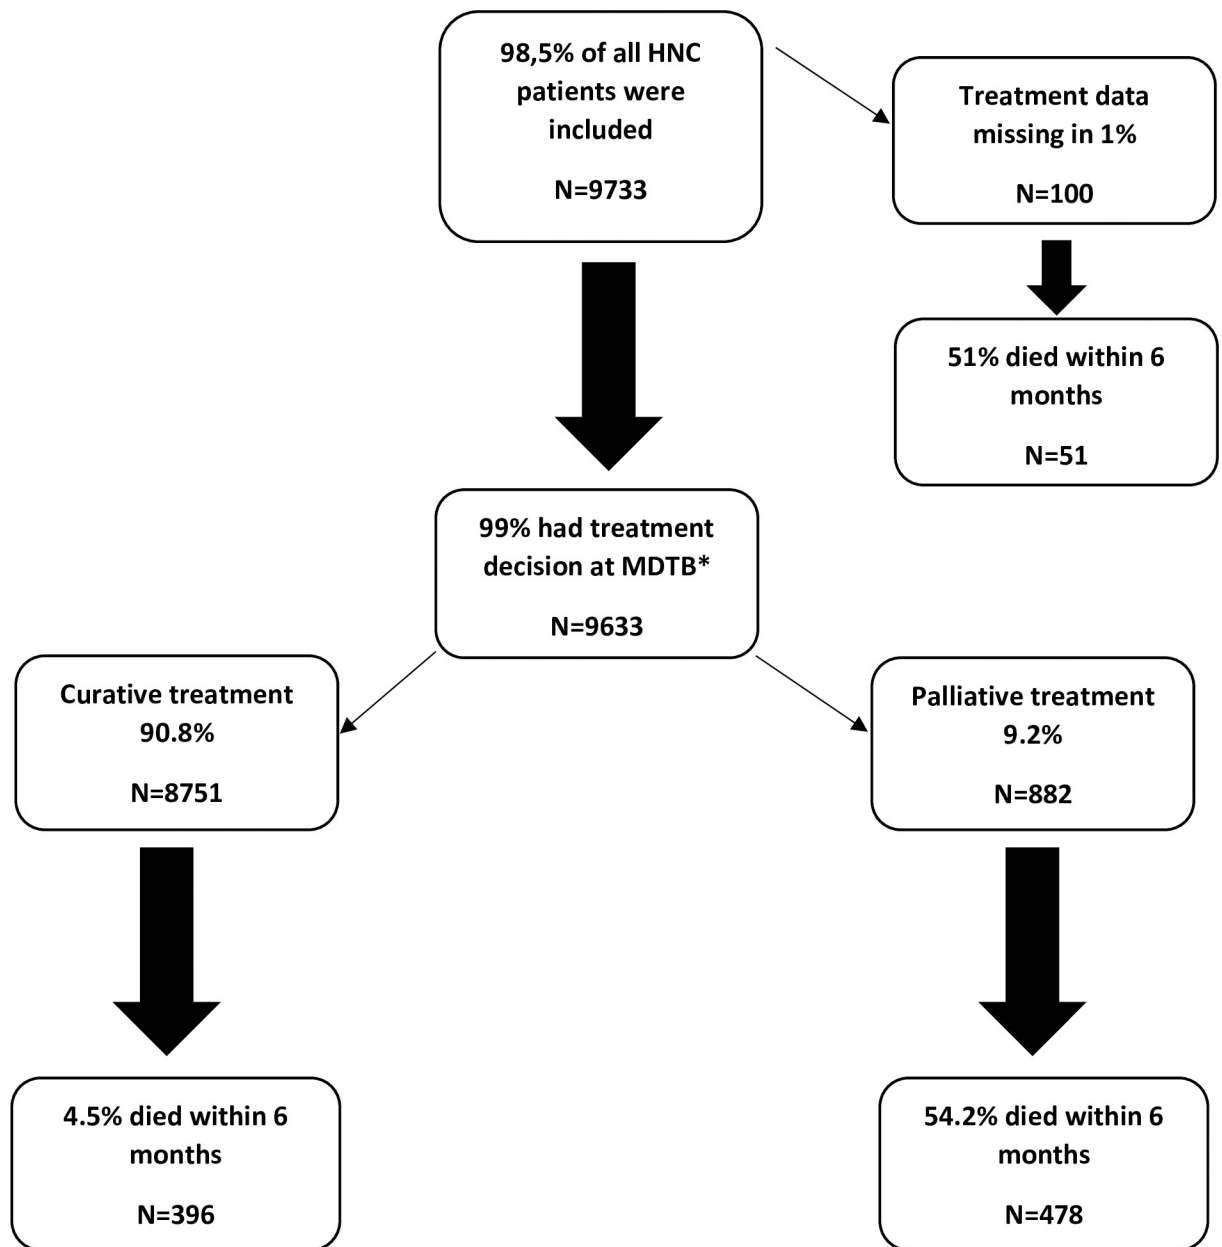 98,5% of all HNC
patients were
included
N=9733
Treatment data
missing in 1%
N=100
51% died within 6
months
N=51
99% had treatment
decision at MDTB*
N=9633
Curative treatment
90.8%
N=8751
Palliative treatment
9.2%
N=882
4.5% died within 6
months
N=396
54.2% died within 6
months
N=478